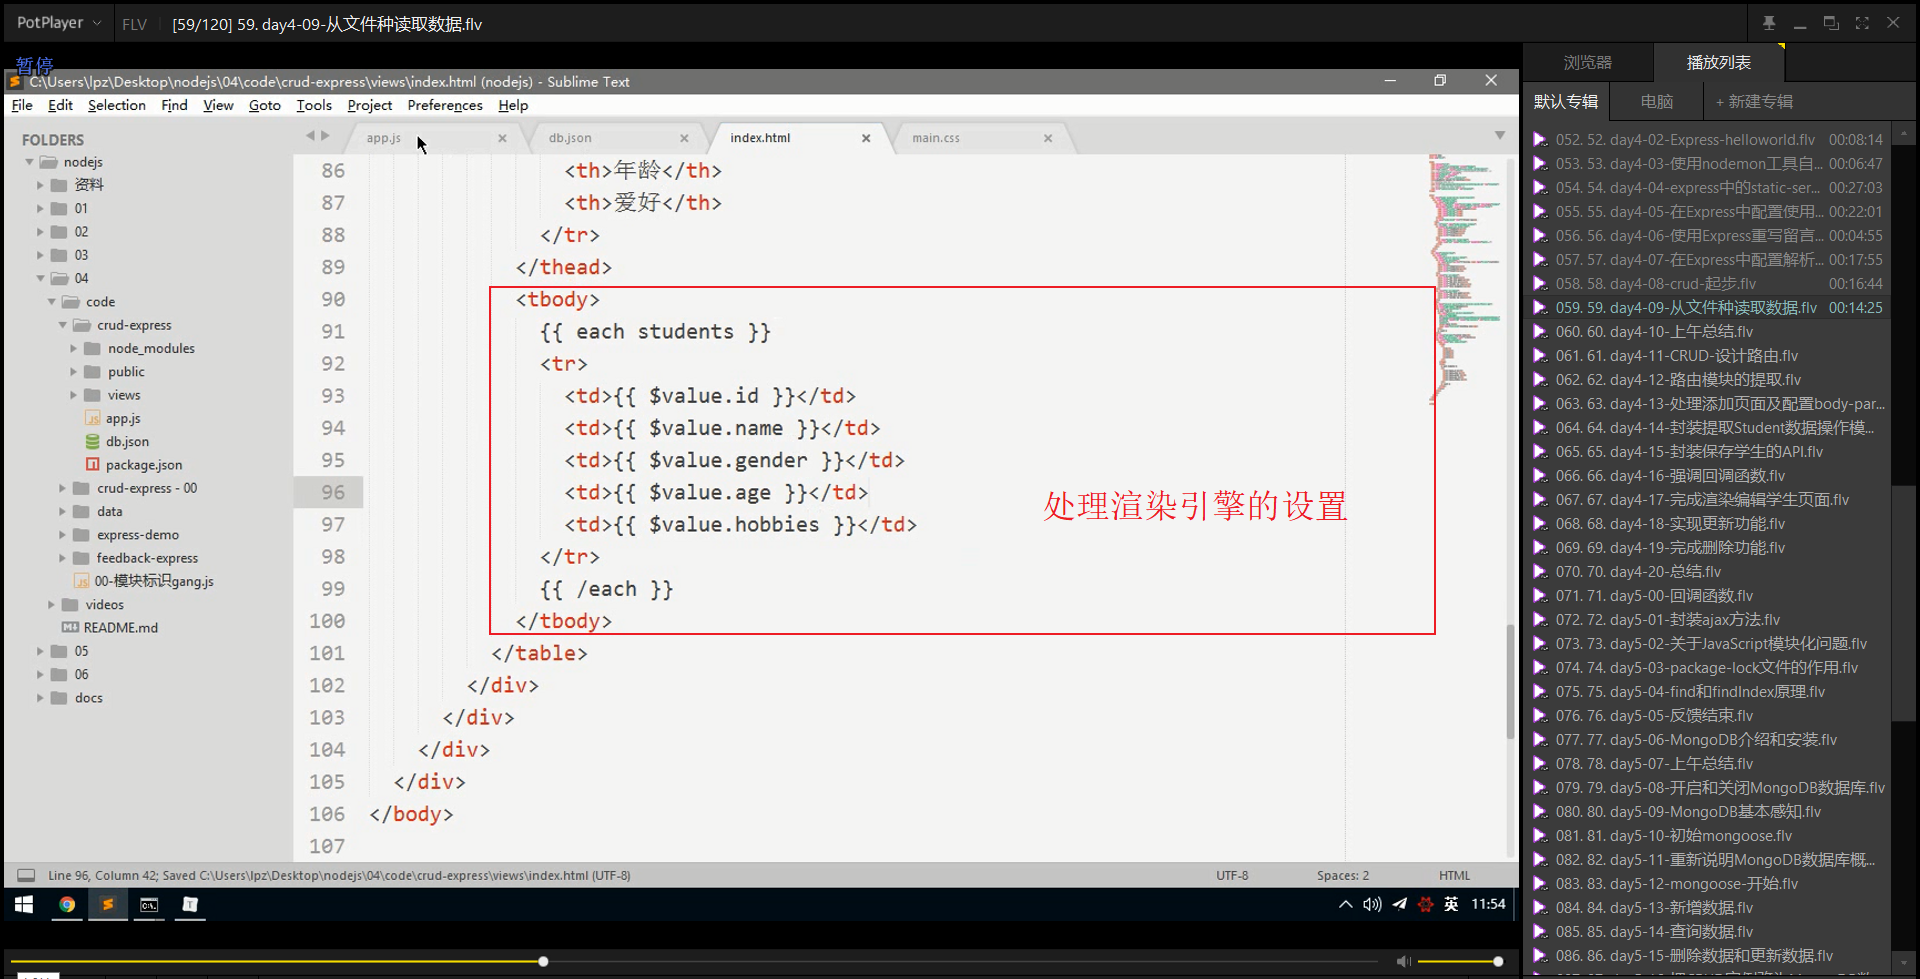 PotPlayer
FLV
[59/120] 59. day4-09-从文件种读取数据.flv
暂停
C:\Users\lpz\Desktop\nodejs\04\code\crud-express\views\index.html (nodejs) - Sublime Text
File Edit Selection Find View Goto Tools Project Preferences Help
FOLDERS
nodejs
资料
01
02
03
04
code
crud-express
node_modules
public
views
app.js
db.json
package.json
crud-express - 00
data
express-demo
feedback-express
00-模块标识gang.js
videos
README.md
05
06
docs
app.js
db.json
index.html
main.css
86 <th>年龄</th>
87 <th>爱好</th>
88 </tr>
89 </thead>
90 <tbody>
91 {{ each students }}
92 <tr>
93 <td>{{ $value.id }}</td>
94 <td>{{ $value.name }}</td>
95 <td>{{ $value.gender }}</td>
96 <td>{{ $value.age }}</td>
97 <td>{{ $value.hobbies }}</td>
98 </tr>
99 {{ /each }}
100 </tbody>
101 </table>
102 </div>
103 </div>
104 </div>
105 </div>
106 </body>
107
处理渲染引擎的设置
Line 96, Column 42; Saved C:\Users\lpz\Desktop\nodejs\04\code\crud-express\views\index.html (UTF-8)
UTF-8
Spaces: 2
HTML
英
11:54
浏览器
播放列表
默认专辑
电脑
+ 新建专辑
052. 52. day4-02-Express-helloworld.flv 00:08:14
053. 53. day4-03-使用nodemon工具自... 00:06:47
054. 54. day4-04-express中的static-ser... 00:27:03
055. 55. day4-05-在Express中配置使用... 00:22:01
056. 56. day4-06-使用Express重写留言... 00:04:55
057. 57. day4-07-在Express中配置解析... 00:17:55
058. 58. day4-08-crud-起步.flv 00:16:44
059. 59. day4-09-从文件种读取数据.flv 00:14:25
060. 60. day4-10-上午总结.flv
061. 61. day4-11-CRUD-设计路由.flv
062. 62. day4-12-路由模块的提取.flv
063. 63. day4-13-处理添加页面及配置body-par...
064. 64. day4-14-封装提取Student数据操作模...
065. 65. day4-15-封装保存学生的API.flv
066. 66. day4-16-强调回调函数.flv
067. 67. day4-17-完成渲染编辑学生页面.flv
068. 68. day4-18-实现更新功能.flv
069. 69. day4-19-完成删除功能.flv
070. 70. day4-20-总结.flv
071. 71. day5-00-回调函数.flv
072. 72. day5-01-封装ajax方法.flv
073. 73. day5-02-关于JavaScript模块化问题.flv
074. 74. day5-03-package-lock文件的作用.flv
075. 75. day5-04-find和findIndex原理.flv
076. 76. day5-05-反馈结束.flv
077. 77. day5-06-MongoDB介绍和安装.flv
078. 78. day5-07-上午总结.flv
079. 79. day5-08-开启和关闭MongoDB数据库.flv
080. 80. day5-09-MongoDB基本感知.flv
081. 81. day5-10-初始mongoose.flv
082. 82. day5-11-重新说明MongoDB数据库概...
083. 83. day5-12-mongoose-开始.flv
084. 84. day5-13-新增数据.flv
085. 85. day5-14-查询数据.flv
086. 86. day5-15-删除数据和更新数据.flv